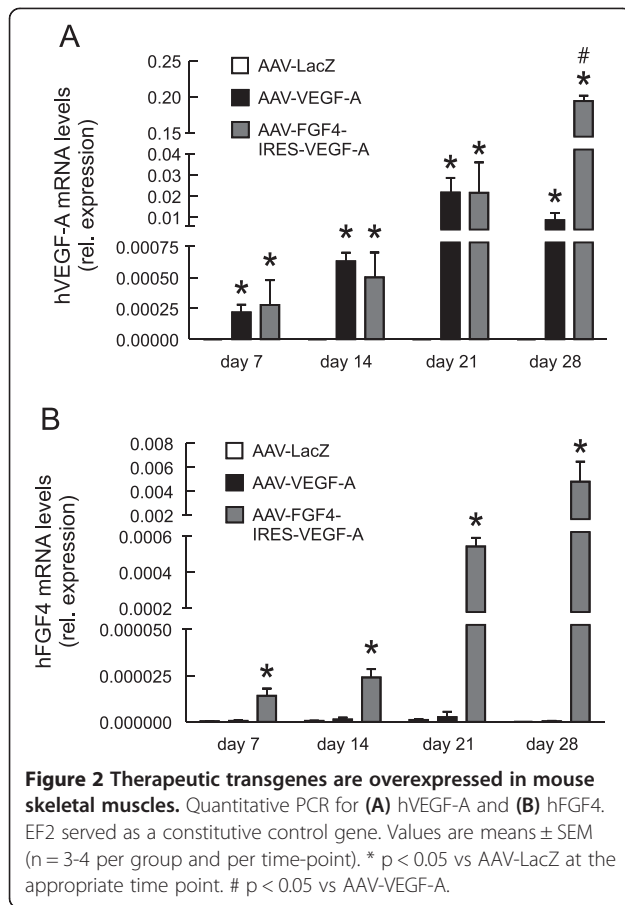 A
AAV-LacZ
AAV-VEGF-A
AAV-FGF4-
IRES-VEGF-A
hVEGF-A mRNA levels
(rel. expression)
0.25
0.20
0.15
0.04
0.03
0.02
0.01
0.00075
0.00050
0.00025
0.00000
* * * * * * * # *
day 7 day 14 day 21 day 28
B
AAV-LacZ
AAV-VEGF-A
AAV-FGF4-
IRES-VEGF-A
hFGF4 mRNA levels
(rel. expression)
0.008
0.006
0.004
0.002
0.0006
0.0004
0.0002
0.000050
0.000025
0.000000
* * * *
day 7 day 14 day 21 day 28
Figure 2 Therapeutic transgenes are overexpressed in mouse
skeletal muscles. Quantitative PCR for (A) hVEGF-A and (B) hFGF4.
EF2 served as a constitutive control gene. Values are means ± SEM
(n = 3-4 per group and per time-point). * p < 0.05 vs AAV-LacZ at the
appropriate time point. # p < 0.05 vs AAV-VEGF-A.